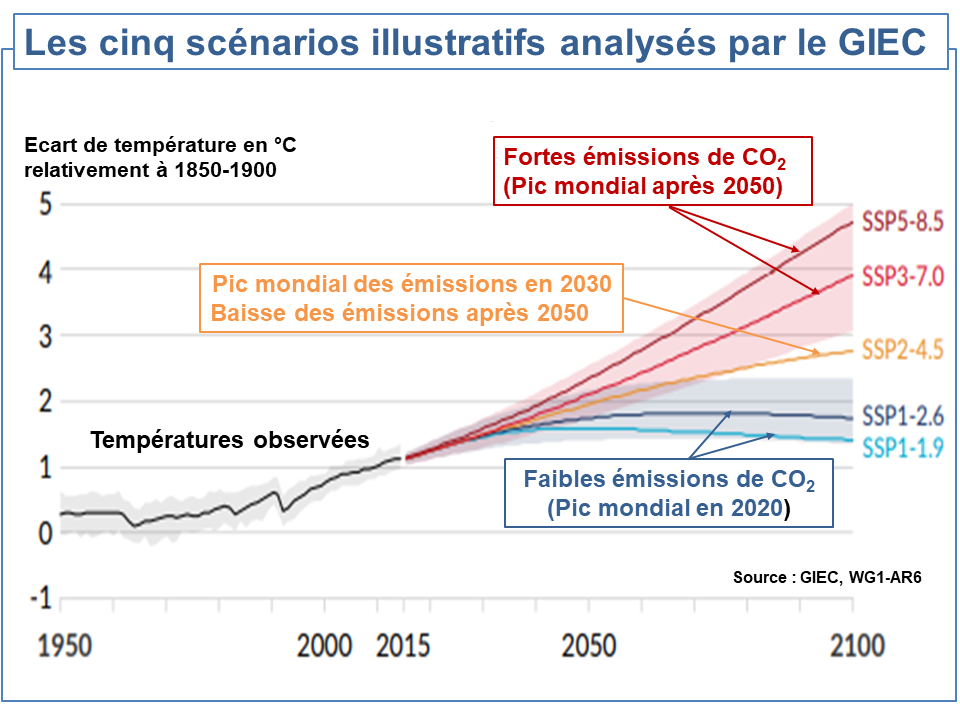 Les cinq scénarios illustratifs analysés par le GIEC
Ecart de température en °C
relativement à 1850-1900
Fortes émissions de CO₂
(Pic mondial après 2050)
5
SSP5-8.5
4
SSP3-7.0
Pic mondial des émissions en 2030
Baisse des émissions après 2050
3
SSP2-4.5
2
SSP1-2.6
Températures observées
SSP1-1.9
1
Faibles émissions de CO₂
(Pic mondial en 2020)
0
Source : GIEC, WG1-AR6
-1
1950 2000 2015 2050 2100